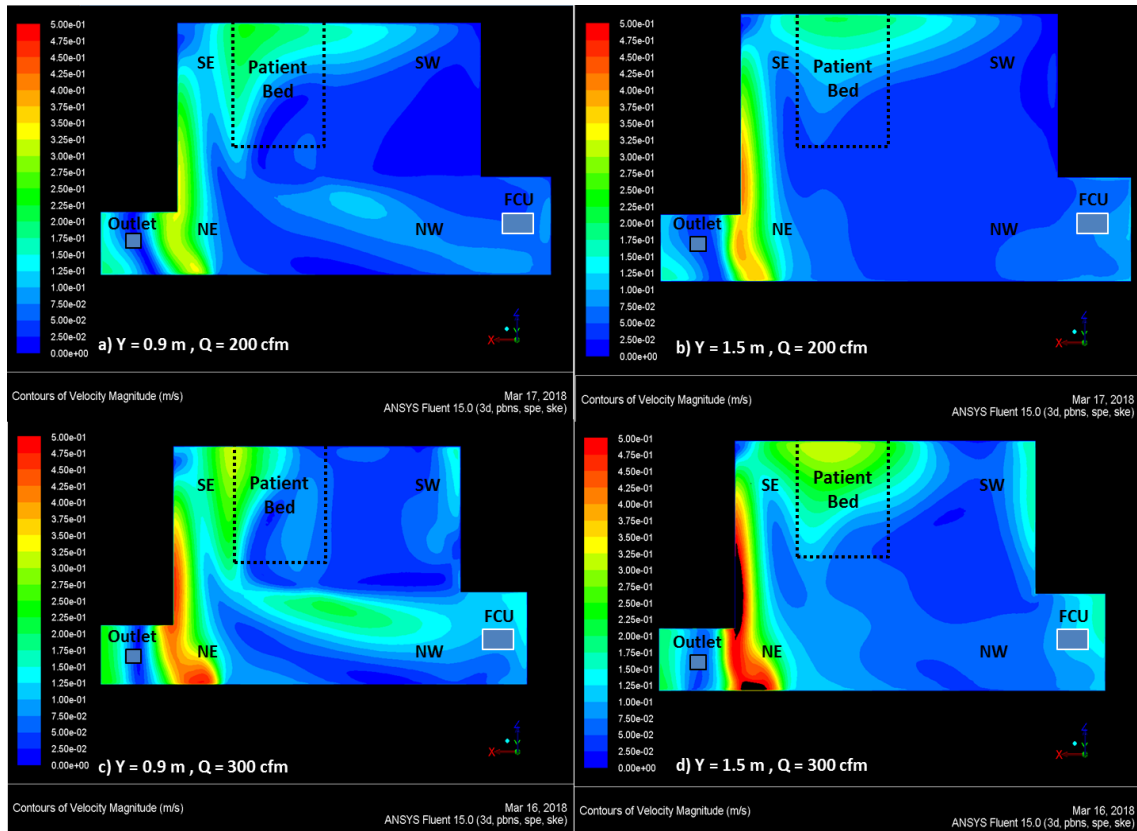 5.00e-01
4.75e-01
4.50e-01
4.25e-01
4.00e-01
3.75e-01
3.50e-01
3.25e-01
3.00e-01
2.75e-01
2.50e-01
2.25e-01
2.00e-01
1.75e-01
1.50e-01
1.25e-01
1.00e-01
7.50e-02
5.00e-02
2.50e-02
0.00e+00
SE
Patient
Bed
SW
FCU
Outlet
NE
NW
Z
Y
X
a) Y = 0.9 m , Q = 200 cfm
Contours of Velocity Magnitude (m/s)
Mar 17, 2018
ANSYS Fluent 15.0 (3d, pbns, spe, ske)
5.00e-01
4.75e-01
4.50e-01
4.25e-01
4.00e-01
3.75e-01
3.50e-01
3.25e-01
3.00e-01
2.75e-01
2.50e-01
2.25e-01
2.00e-01
1.75e-01
1.50e-01
1.25e-01
1.00e-01
7.50e-02
5.00e-02
2.50e-02
0.00e+00
SE
Patient
Bed
SW
FCU
Outlet
NE
NW
Z
Y
X
b) Y = 1.5 m , Q = 200 cfm
Contours of Velocity Magnitude (m/s)
Mar 17, 2018
ANSYS Fluent 15.0 (3d, pbns, spe, ske)
5.00e-01
4.75e-01
4.50e-01
4.25e-01
4.00e-01
3.75e-01
3.50e-01
3.25e-01
3.00e-01
2.75e-01
2.50e-01
2.25e-01
2.00e-01
1.75e-01
1.50e-01
1.25e-01
1.00e-01
7.50e-02
5.00e-02
2.50e-02
0.00e+00
SE
Patient
Bed
SW
FCU
Outlet
NE
NW
Z
Y
X
c) Y = 0.9 m , Q = 300 cfm
Contours of Velocity Magnitude (m/s)
Mar 16, 2018
ANSYS Fluent 15.0 (3d, pbns, spe, ske)
5.00e-01
4.75e-01
4.50e-01
4.25e-01
4.00e-01
3.75e-01
3.50e-01
3.25e-01
3.00e-01
2.75e-01
2.50e-01
2.25e-01
2.00e-01
1.75e-01
1.50e-01
1.25e-01
1.00e-01
7.50e-02
5.00e-02
2.50e-02
0.00e+00
SE
Patient
Bed
SW
FCU
Outlet
NE
NW
Z
Y
X
d) Y = 1.5 m , Q = 300 cfm
Contours of Velocity Magnitude (m/s)
Mar 16, 2018
ANSYS Fluent 15.0 (3d, pbns, spe, ske)